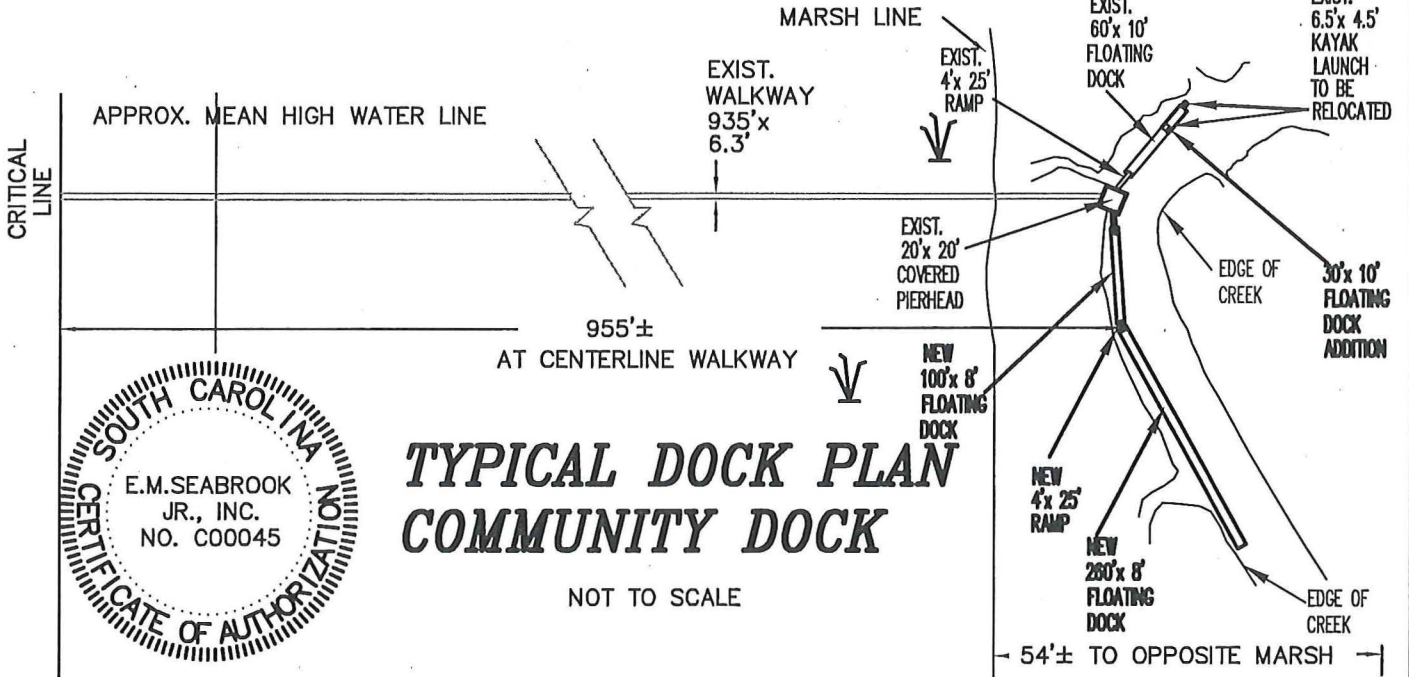 MARSH LINE
EXIST.
60'x 10'
FLOATING
DOCK
6.5'x 4.5'
KAYAK
LAUNCH
TO BE
RELOCATED
EXIST.
4'x 25'
RAMP
EXIST.
WALKWAY
935'x
6.3'
APPROX. MEAN HIGH WATER LINE
CRITICAL
LINE
EXIST.
20'x 20'
COVERED
PIERHEAD
EDGE OF
CREEK
30'x 10'
FLOATING
DOCK
ADDITION
955'±
AT CENTERLINE WALKWAY
NEW
100'x 8'
FLOATING
DOCK
SOUTH CAROLINA
E.M.SEABROOK
JR., INC.
NO. C00045
CERTIFICATE OF AUTHORIZATION
TYPICAL DOCK PLAN
COMMUNITY DOCK
NOT TO SCALE
NEW
4'x 25'
RAMP
NEW
260'x 8'
FLOATING
DOCK
EDGE OF
CREEK
54'± TO OPPOSITE MARSH